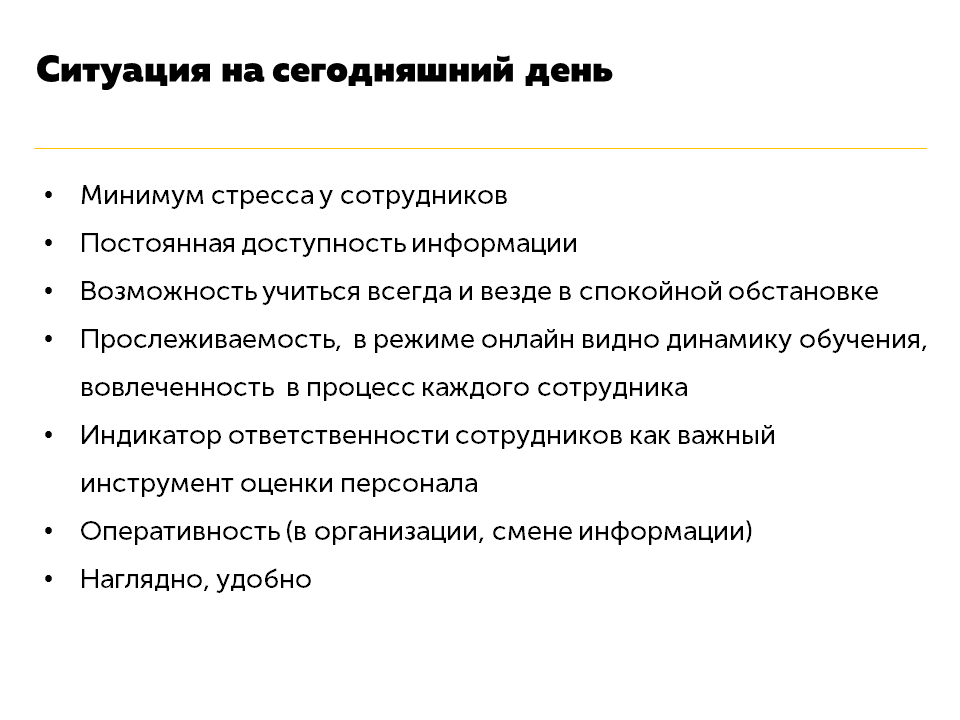 Ситуация на сегодняшний день
• Минимум стресса у сотрудников
• Постоянная доступность информации
• Возможность учиться всегда и везде в спокойной обстановке
• Прослеживаемость, в режиме онлайн видно динамику обучения,
вовлеченность в процесс каждого сотрудника
• Индикатор ответственности сотрудников как важный
инструмент оценки персонала
• Оперативность (в организации, смене информации)
• Наглядно, удобно